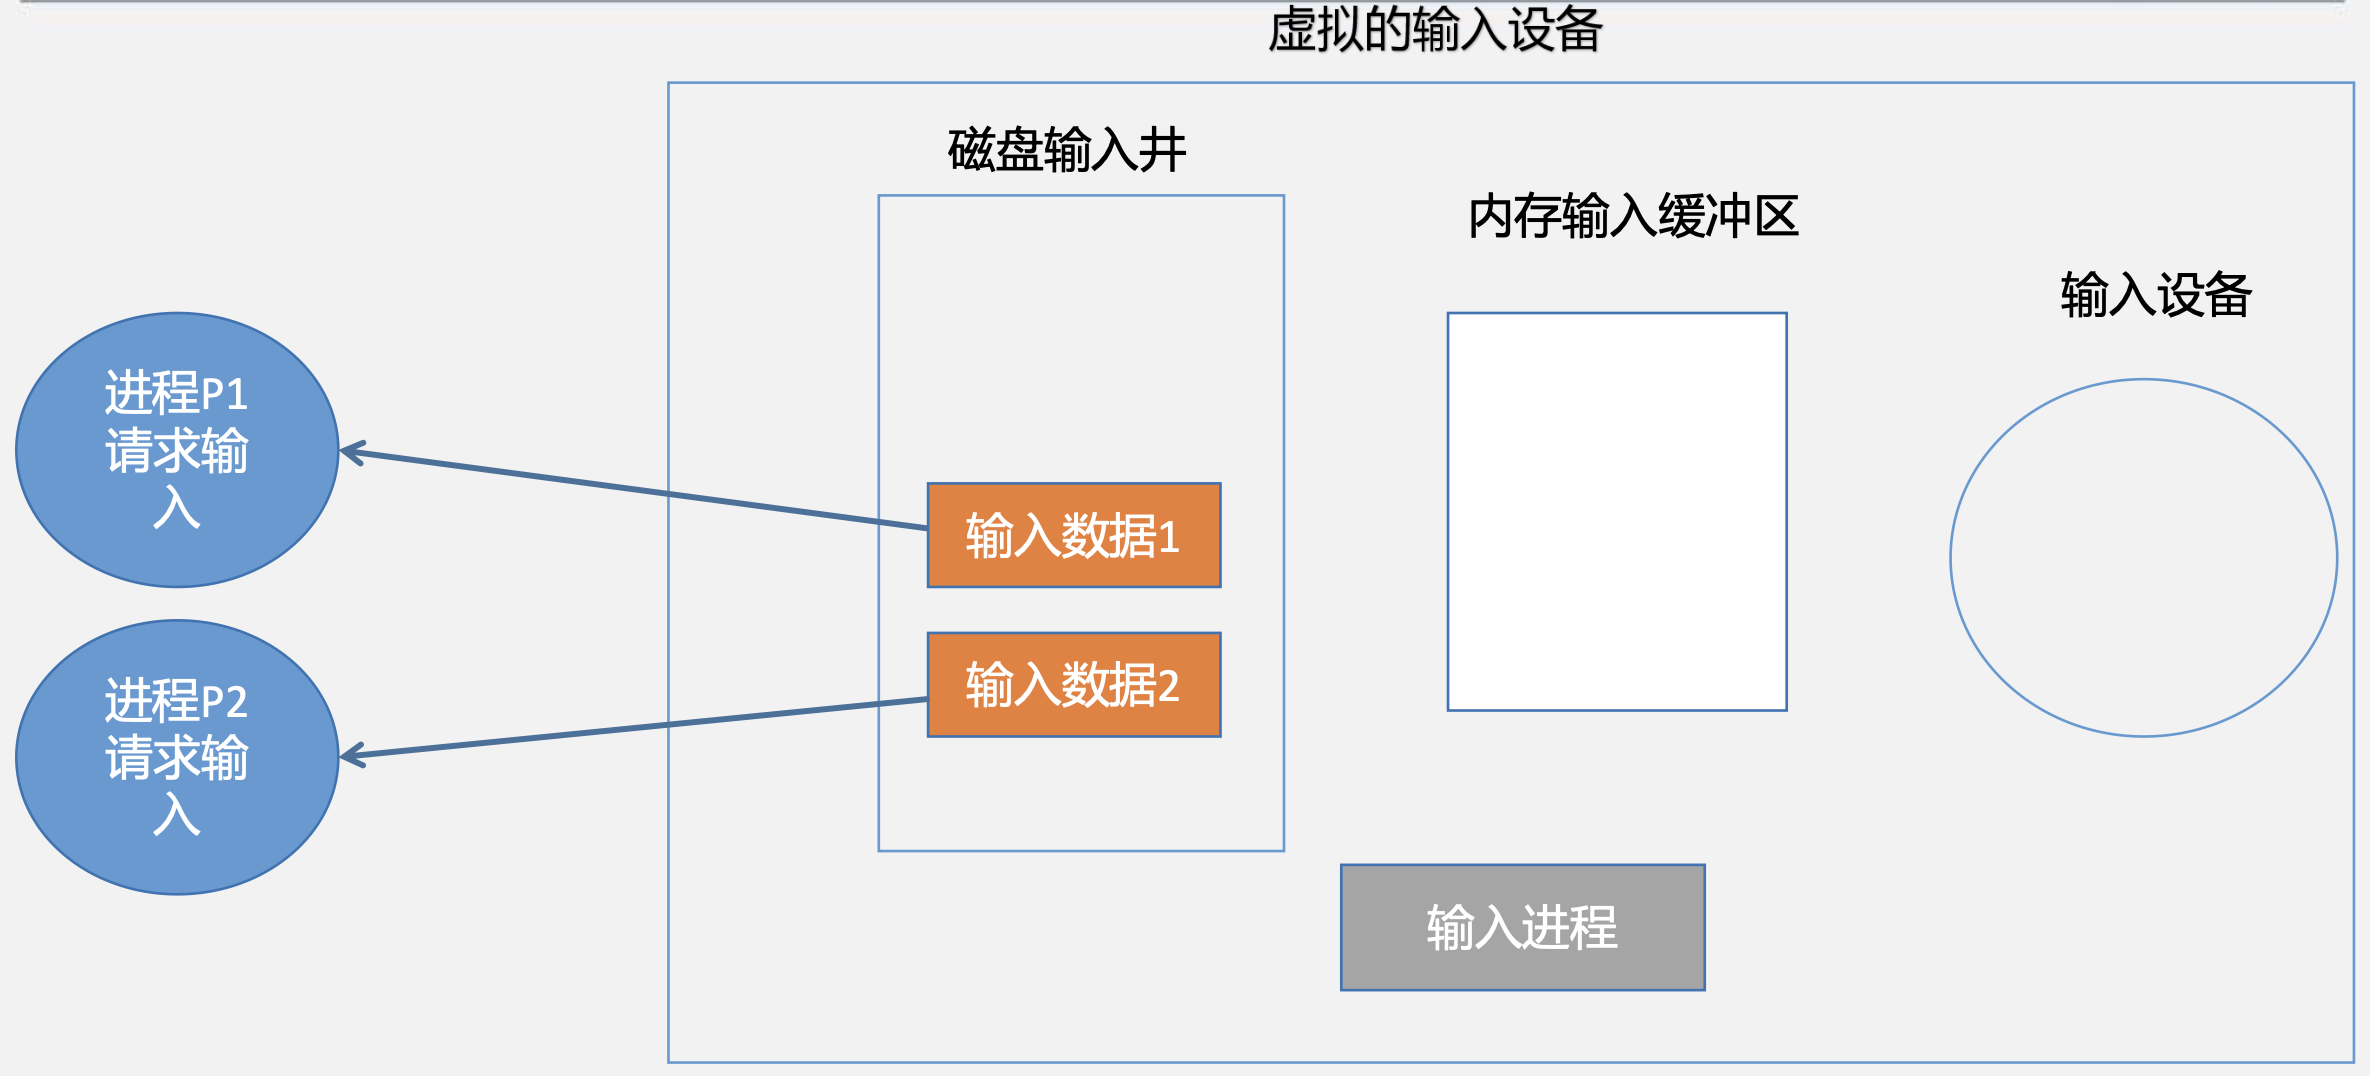 虚拟的输入设备
磁盘输入井
内存输入缓冲区
输入设备
进程P1
请求输
入
输入数据1
进程P2
请求输
入
输入数据2
输入进程